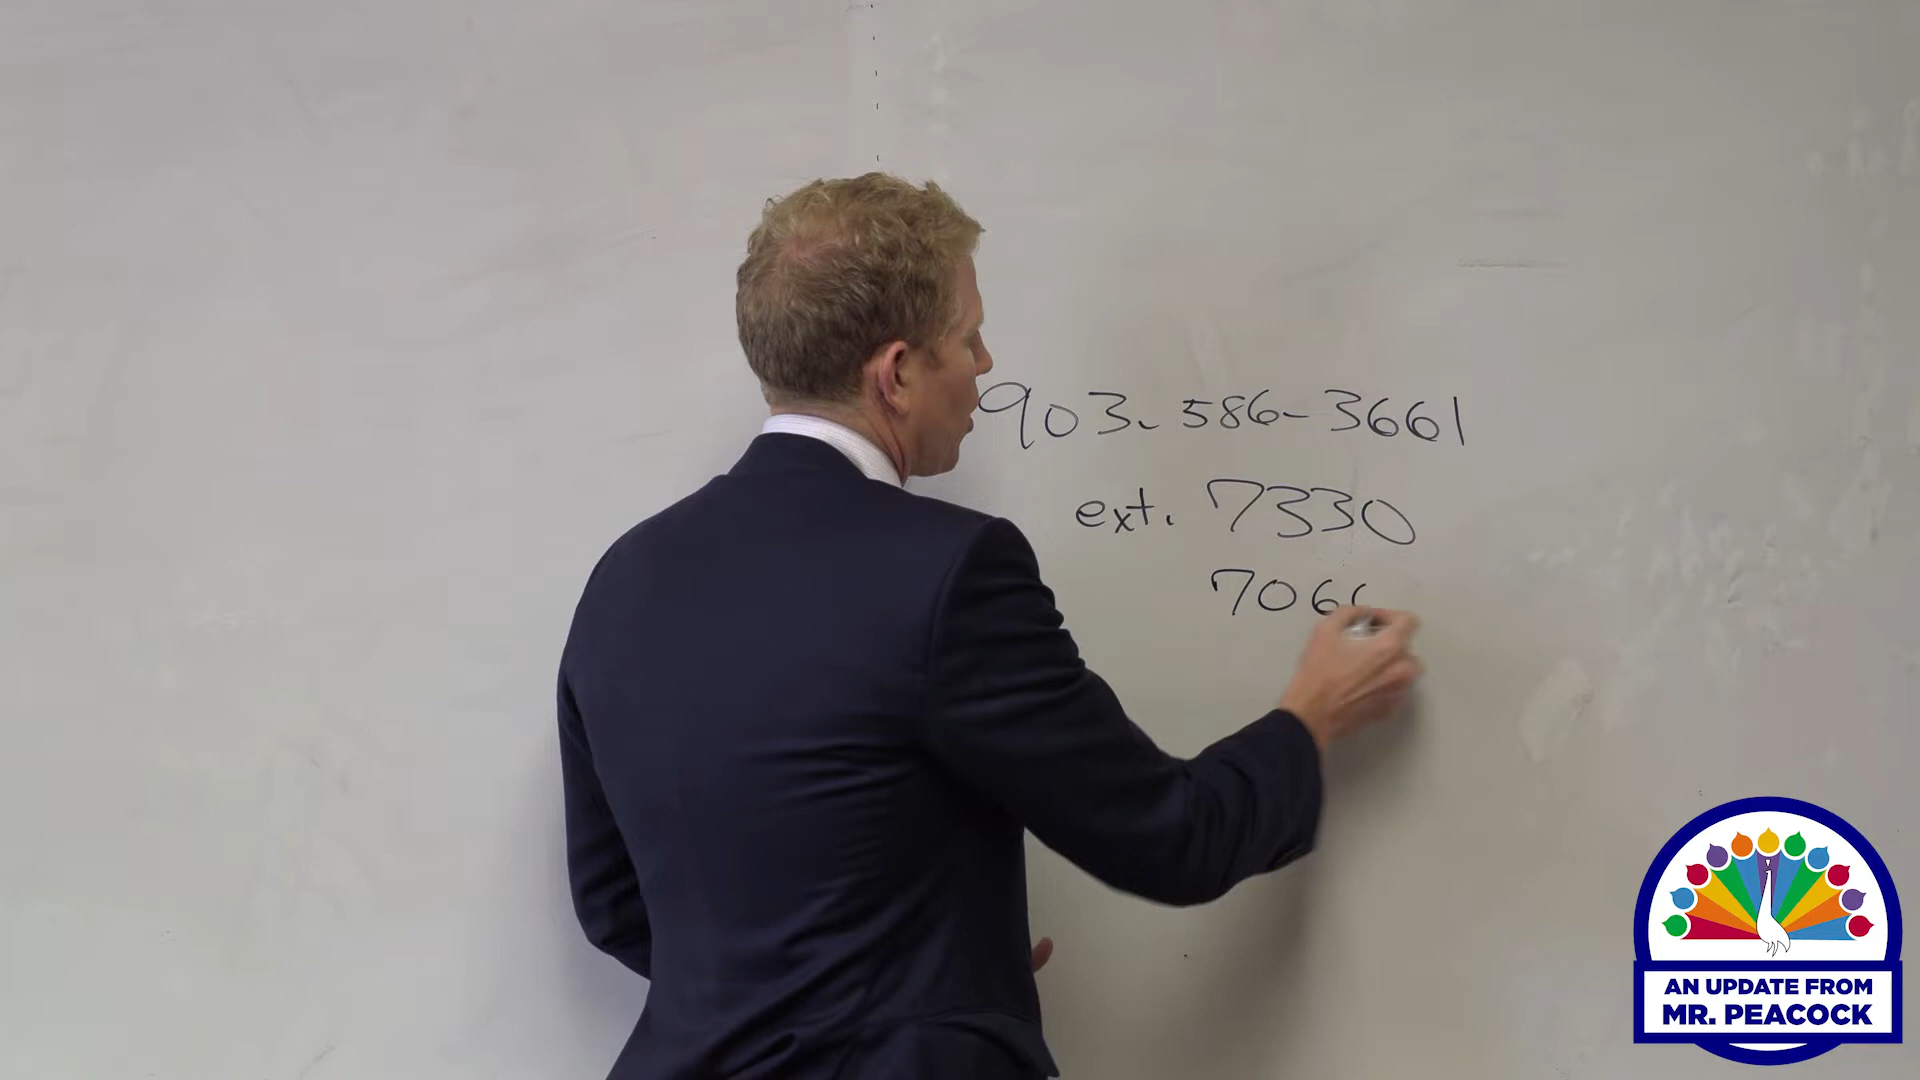 903. 586-3661
ext. 7330
706
AN UPDATE FROM
MR. PEACOCK